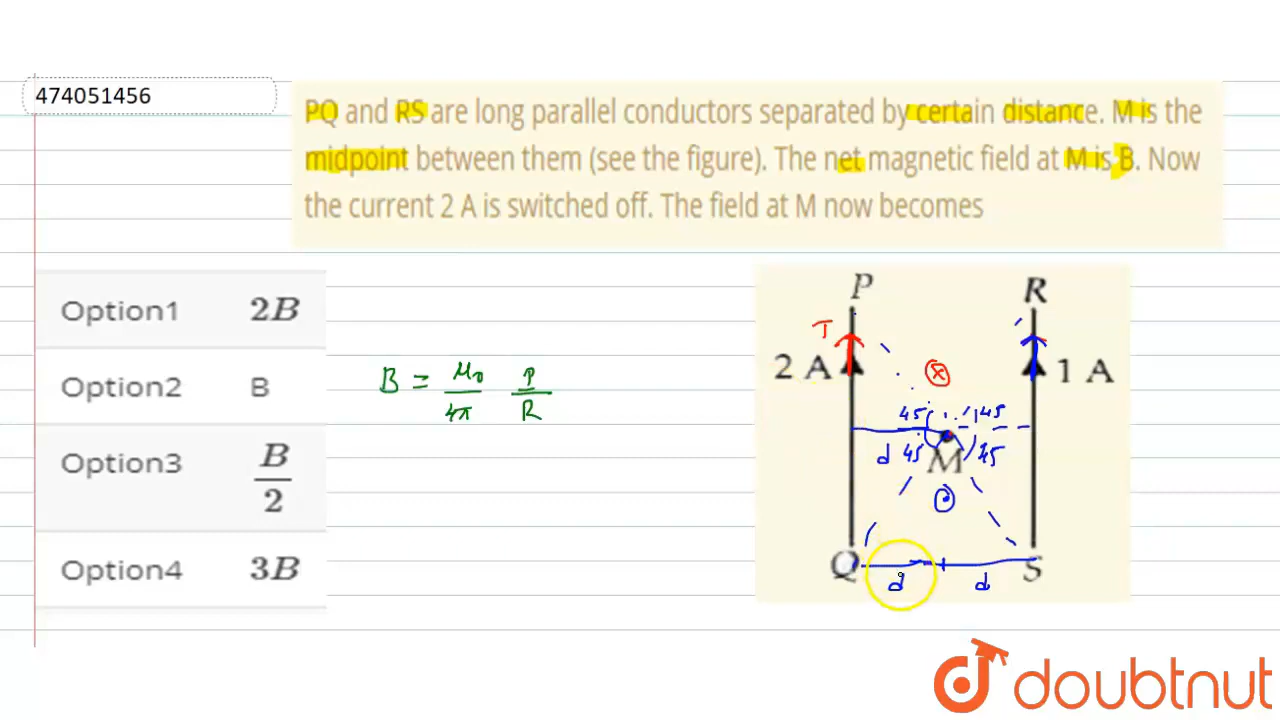 474051456
PQ and RS are long parallel conductors separated by certain distance. M is the
midpoint between them (see the figure). The net magnetic field at M is B. Now
the current 2 A is switched off. The field at M now becomes
Option1 2B
Option2 B
Option3 B/2
Option4 3B
B = μ0/4π I/R
P R
I
2 A 1 A
45 45
d 45 M 45
Q S
d d
doubtnut